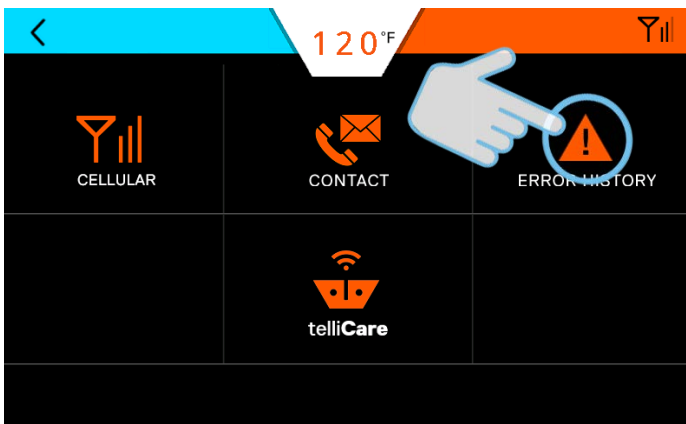 120°F
CELLULAR
CONTACT
ERROR HISTORY
telliCare